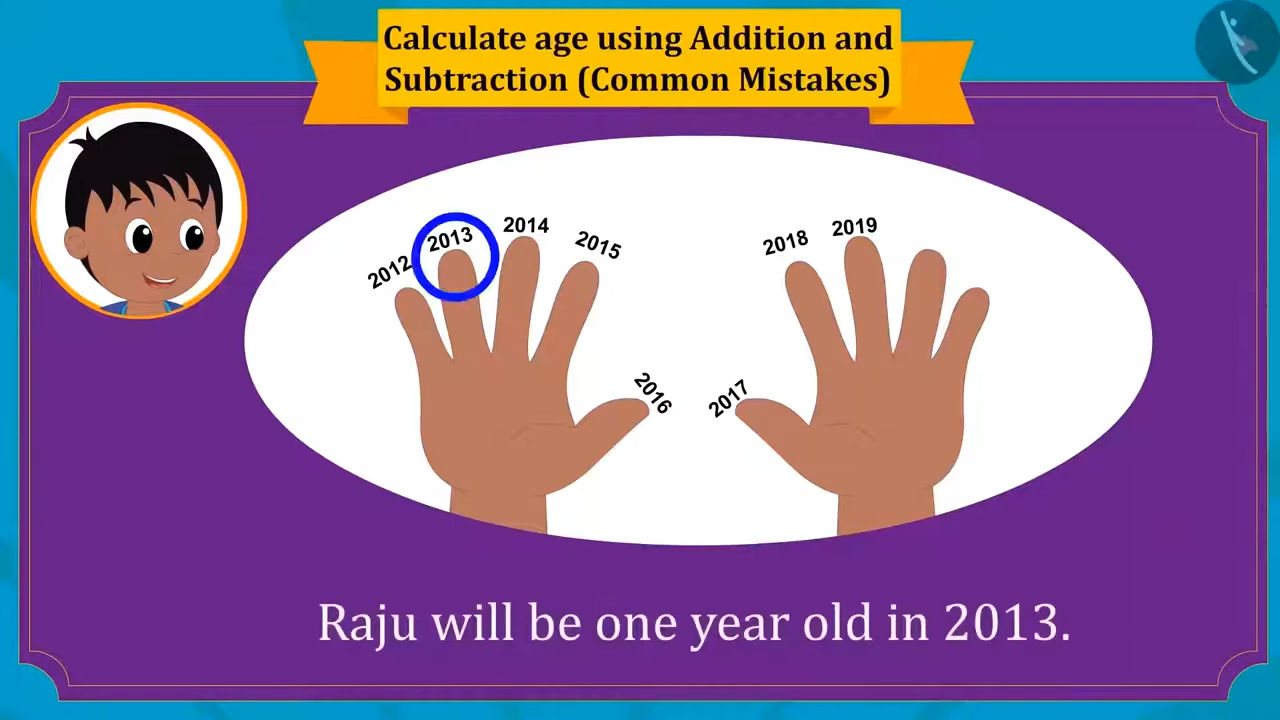 Calculate age using Addition and
Subtraction (Common Mistakes)
2012
2013
2014
2015
2016
2017
2018
2019
Raju will be one year old in 2013.